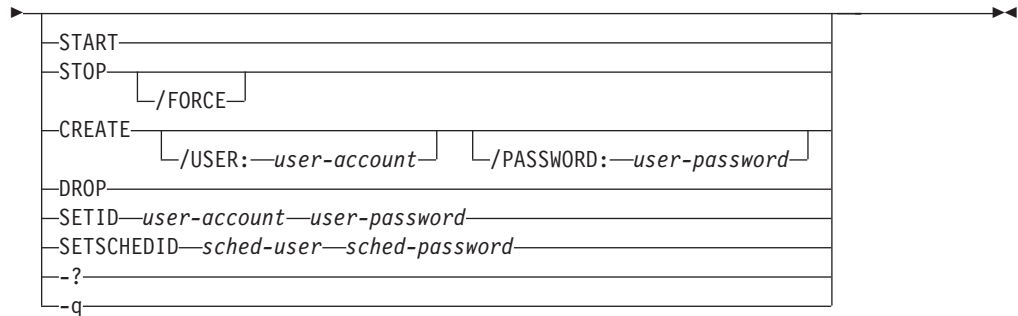 START
STOP
/FORCE
CREATE
/USER: user-account /PASSWORD: user-password
DROP
SETID user-account user-password
SETSCHEDID sched-user sched-password
-?
-q